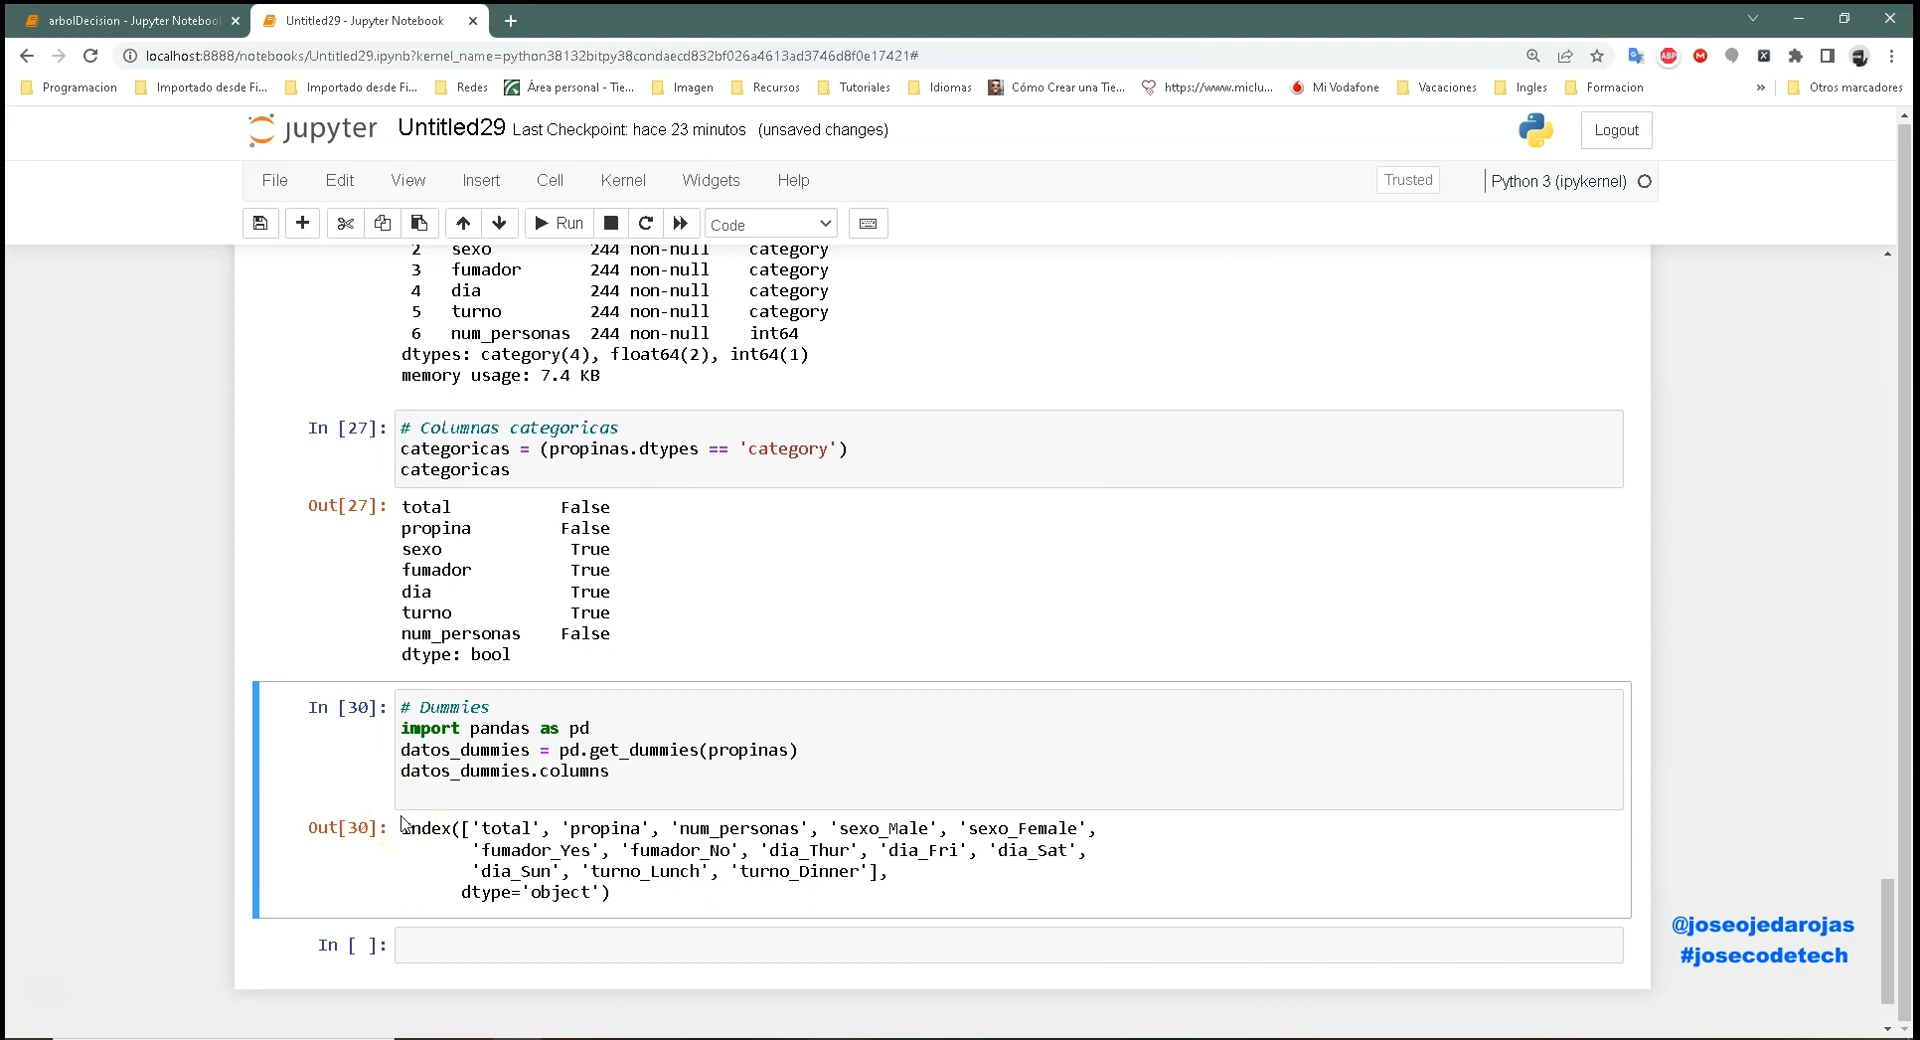 arbolDecision - Jupyter Notebook
Untitled29 - Jupyter Notebook
localhost:8888/notebooks/Untitled29.ipynb?kernel_name=python38132bitpy38condaecd832bf026a4613ad3746d8f0e17421#
Programacion Importado desde Fi... Importado desde Fi... Redes Área personal - Tie... Imagen Recursos Tutoriales Idiomas Cómo Crear una Tie... https://www.miclu... Mi Vodafone Vacaciones Ingles Formacion » Otros marcadores
jupyter Untitled29 Last Checkpoint: hace 23 minutos (unsaved changes) Logout
File Edit View Insert Cell Kernel Widgets Help Trusted Python 3 (ipykernel)
Run Code
2 sexo 244 non-null category
3 fumador 244 non-null category
4 dia 244 non-null category
5 turno 244 non-null category
6 num_personas 244 non-null int64
dtypes: category(4), float64(2), int64(1)
memory usage: 7.4 KB
In [27]: # Columnas categoricas
categoricas = (propinas.dtypes == 'category')
categoricas
Out[27]: total False
propina False
sexo True
fumador True
dia True
turno True
num_personas False
dtype: bool
In [30]: # Dummies
import pandas as pd
datos_dummies = pd.get_dummies(propinas)
datos_dummies.columns
Out[30]: Index(['total', 'propina', 'num_personas', 'sexo_Male', 'sexo_Female',
'fumador_Yes', 'fumador_No', 'dia_Thur', 'dia_Fri', 'dia_Sat',
'dia_Sun', 'turno_Lunch', 'turno_Dinner'],
dtype='object')
In [ ]:
@joseojedarojas
#josecodetech